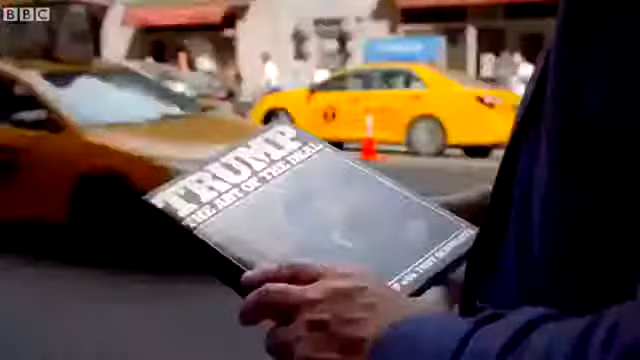 BBC
TRUMP
THE ART OF THE DEAL